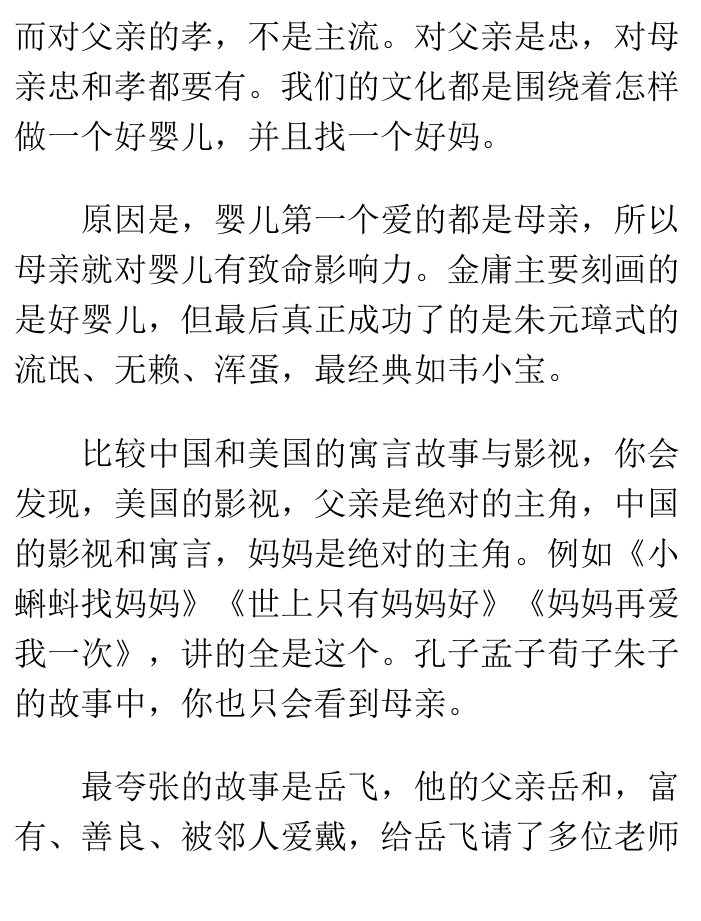 而对父亲的孝，不是主流。对父亲是忠，对母
亲忠和孝都要有。我们的文化都是围绕着怎样
做一个好婴儿，并且找一个好妈。
原因是，婴儿第一个爱的都是母亲，所以
母亲就对婴儿有致命影响力。金庸主要刻画的
是好婴儿，但最后真正成功了的是朱元璋式的
流氓、无赖、浑蛋，最经典如韦小宝。
比较中国和美国的寓言故事与影视，你会
发现，美国的影视，父亲是绝对的主角，中国
的影视和寓言，妈妈是绝对的主角。例如《小
蝌蚪找妈妈》《世上只有妈妈好》《妈妈再爱
我一次》，讲的全是这个。孔子孟子荀子朱子
的故事中，你也只会看到母亲。
最夸张的故事是岳飞，他的父亲岳和，富
有、善良、被邻人爱戴，给岳飞请了多位老师